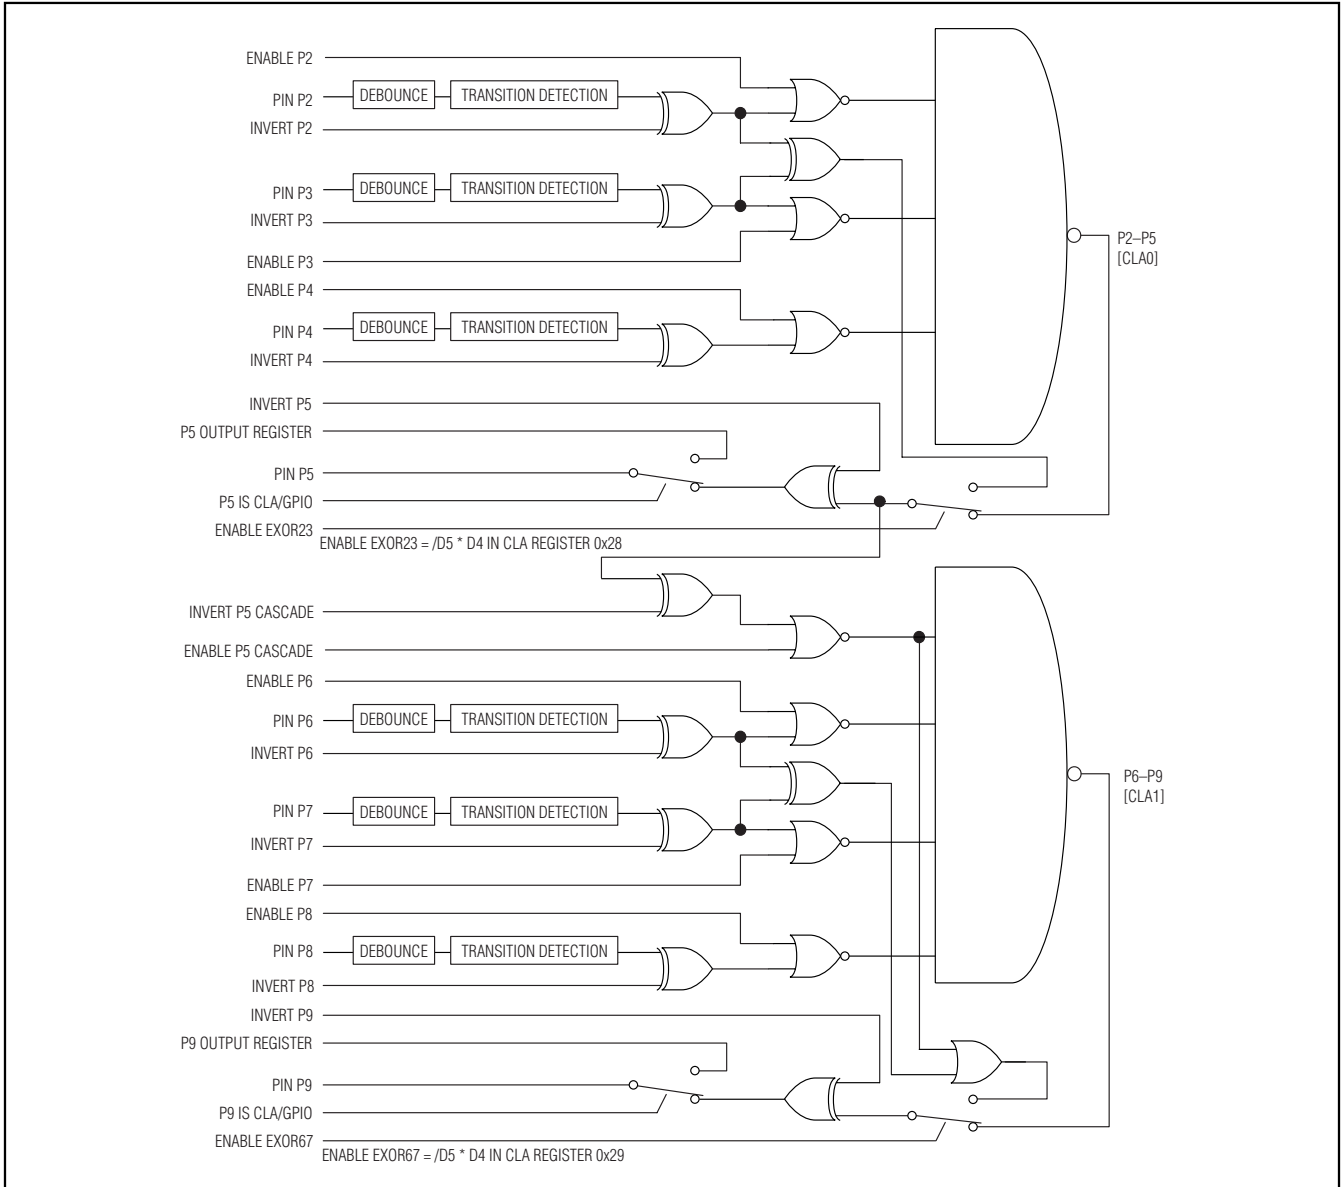 ENABLE P2
PIN P2 DEBOUNCE TRANSITION DETECTION
INVERT P2
PIN P3 DEBOUNCE TRANSITION DETECTION
INVERT P3
P2–P5
[CLA0]
ENABLE P3
ENABLE P4
PIN P4 DEBOUNCE TRANSITION DETECTION
INVERT P4
INVERT P5
P5 OUTPUT REGISTER
PIN P5
P5 IS CLA/GPIO
ENABLE EXOR23
ENABLE EXOR23 = /D5 * D4 IN CLA REGISTER 0x28
INVERT P5 CASCADE
ENABLE P5 CASCADE
ENABLE P6
PIN P6 DEBOUNCE TRANSITION DETECTION
INVERT P6
P6–P9
[CLA1]
PIN P7 DEBOUNCE TRANSITION DETECTION
INVERT P7
ENABLE P7
ENABLE P8
PIN P8 DEBOUNCE TRANSITION DETECTION
INVERT P8
INVERT P9
P9 OUTPUT REGISTER
PIN P9
P9 IS CLA/GPIO
ENABLE EXOR67
ENABLE EXOR67 = /D5 * D4 IN CLA REGISTER 0x29